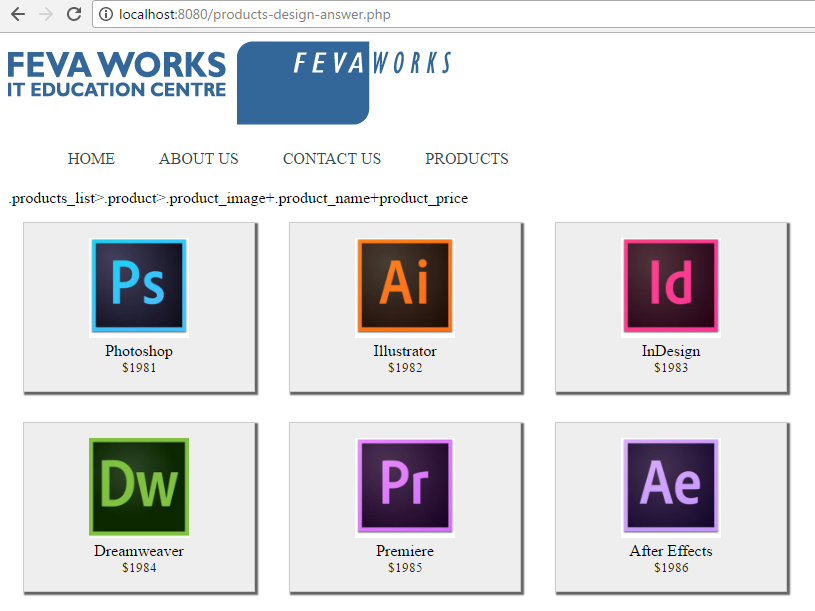 localhost:8080/products-design-answer.php
FEVA WORKS
IT EDUCATION CENTRE
FEVAWORKS
HOME ABOUT US CONTACT US PRODUCTS
.products_list>.product>.product_image+.product_name+product_price
Ps Ai Id
Photoshop Illustrator InDesign
$1981 $1982 $1983
Dw Pr Ae
Dreamweaver Premiere After Effects
$1984 $1985 $1986